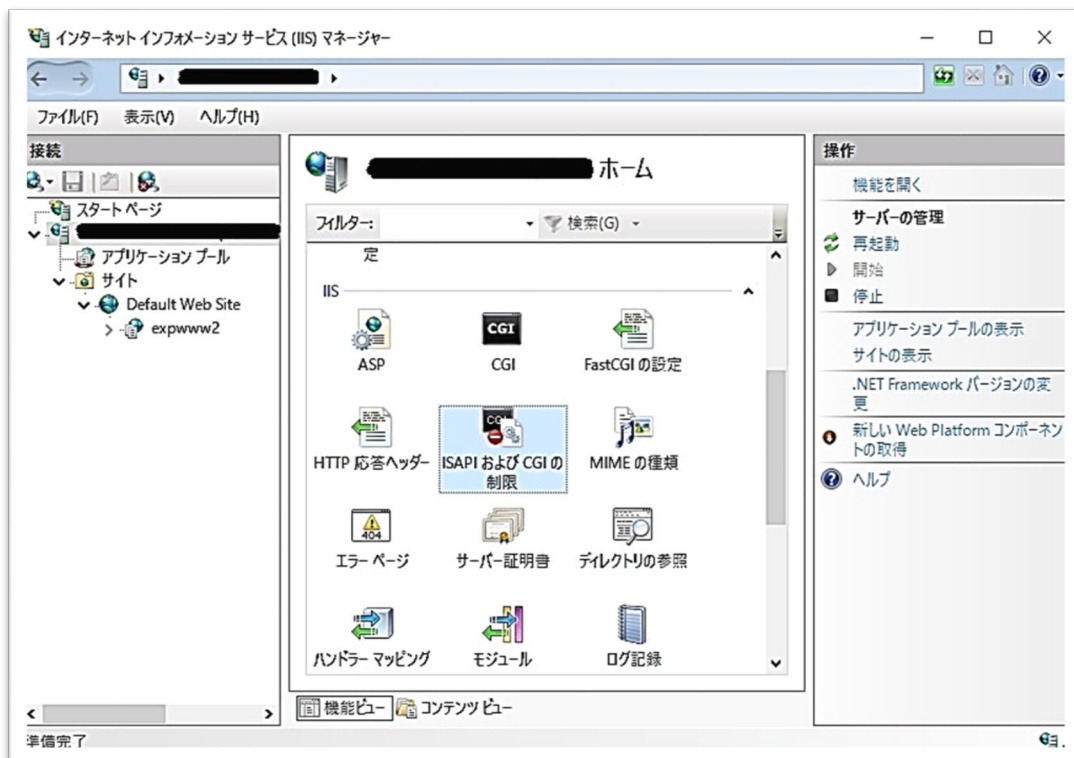 インターネット インフォメーション サービス (IIS) マネージャー
ファイル(F) 表示(V) ヘルプ(H)
接続
スタート ページ
アプリケーション プール
サイト
Default Web Site
expwww2
ホーム
フィルター: 検索(G)
定
IIS
ASP CGI FastCGI の設定
HTTP 応答ヘッダー ISAPI および CGI の制限 MIME の種類
エラー ページ サーバー証明書 ディレクトリの参照
ハンドラー マッピング モジュール ログ記録
機能ビュー コンテンツ ビュー
操作
機能を開く
サーバーの管理
再起動
開始
停止
アプリケーション プールの表示
サイトの表示
.NET Framework バージョンの変
更
新しい Web Platform コンポーネン
トの取得
ヘルプ
準備完了